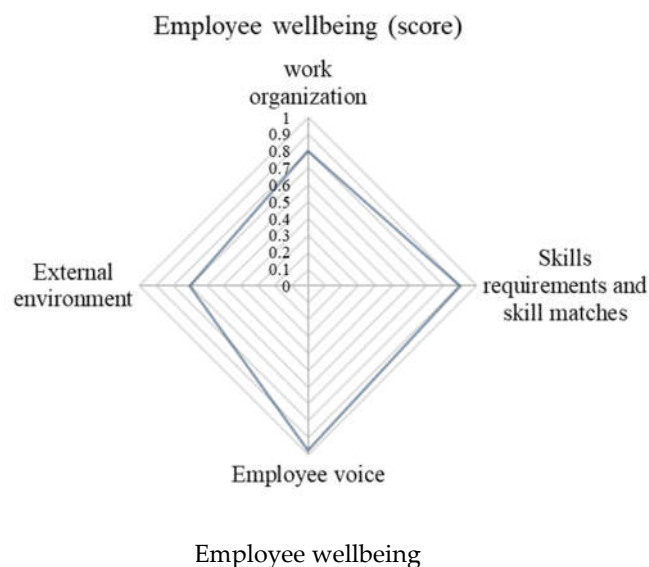 Employee wellbeing (score)
work
organization
1
0.9
0.8
0.7
0.6
0.5
0.4
0.3
0.2
0.1
0
External
environment
Skills
requirements and
skill matches
Employee voice
Employee wellbeing